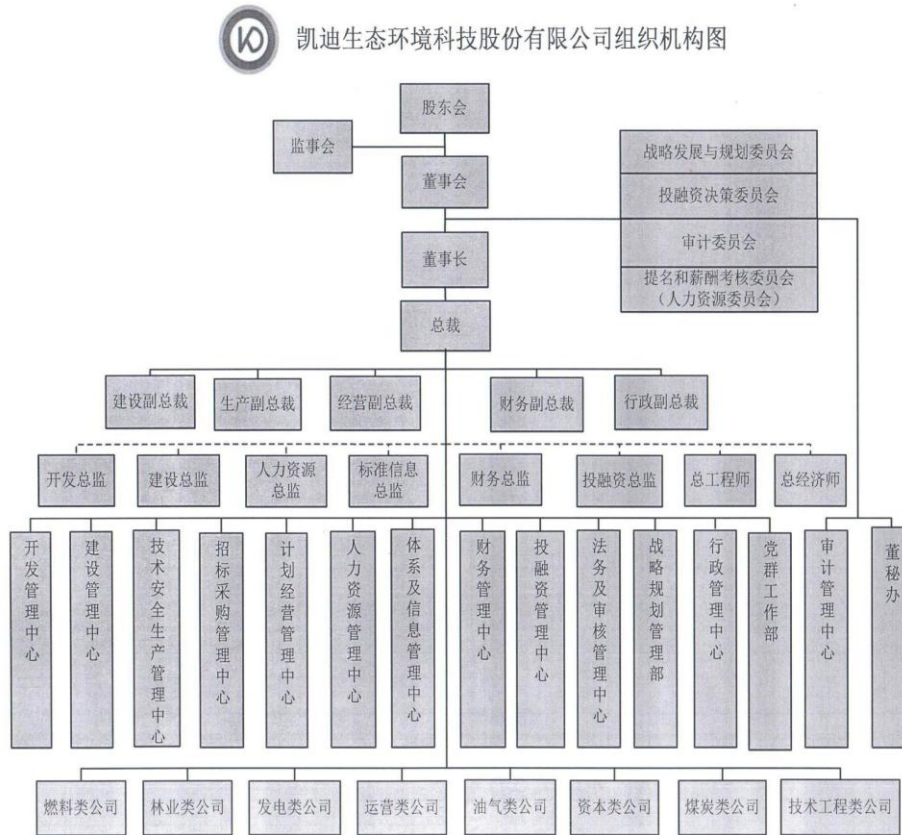 凯迪生态环境科技股份有限公司组织机构图
股东会
监事会
董事会
战略发展与规划委员会
投融资决策委员会
审计委员会
提名和薪酬考核委员会
（人力资源委员会）
董事长
总裁
建设副总裁
生产副总裁
经营副总裁
财务副总裁
行政副总裁
开发总监
建设总监
人力资源
总监
标准信息
总监
财务总监
投融资总监
总工程师
总经济师
开发管理中心
建设管理中心
技术安全生产管理中心
招标采购管理中心
计划经营管理中心
人力资源管理中心
体系及信息管理中心
财务管理中心
投融资管理中心
法务及审核管理中心
战略规划管理部
行政管理中心
党群工作部
审计管理中心
董秘办
燃料类公司
林业类公司
发电类公司
运营类公司
油气类公司
资本类公司
煤炭类公司
技术工程类公司